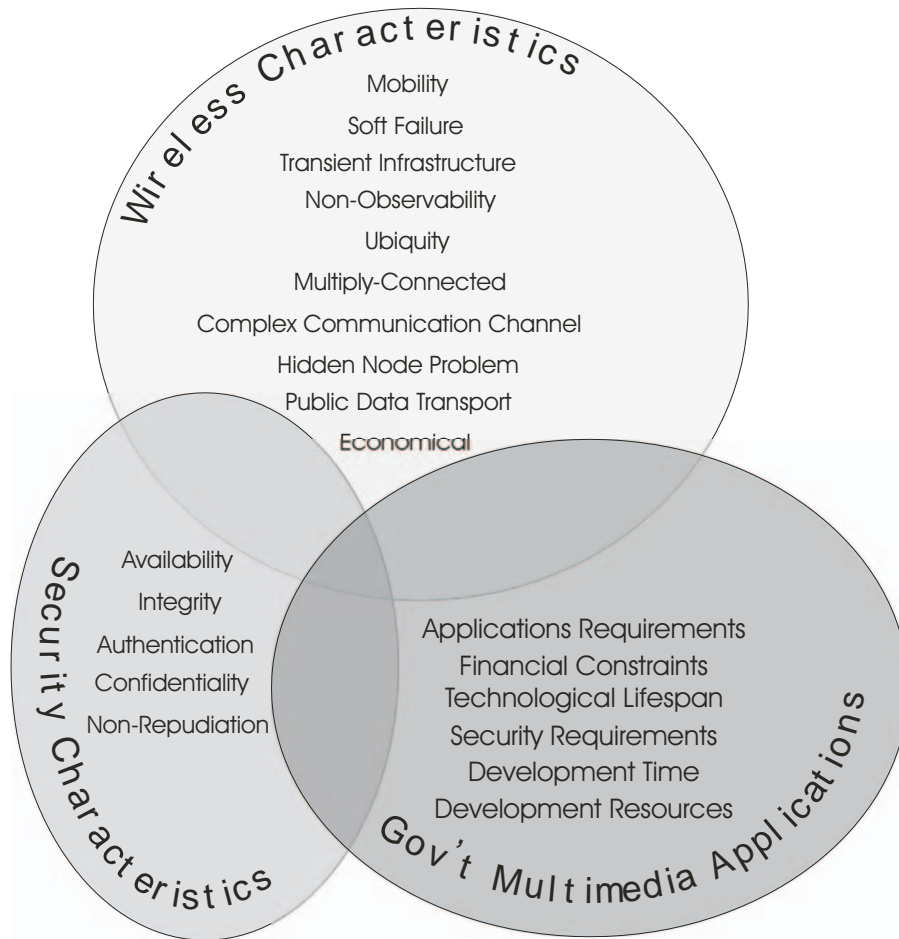 Wireless Characteristics
Mobility
Soft Failure
Transient Infrastructure
Non-Observability
Ubiquity
Multiply-Connected
Complex Communication Channel
Hidden Node Problem
Public Data Transport
Economical
Security Characteristics
Availability
Integrity
Authentication
Confidentiality
Non-Repudiation
Applications Requirements
Financial Constraints
Technological Lifespan
Security Requirements
Development Time
Development Resources
Gov't Multimedia Applications